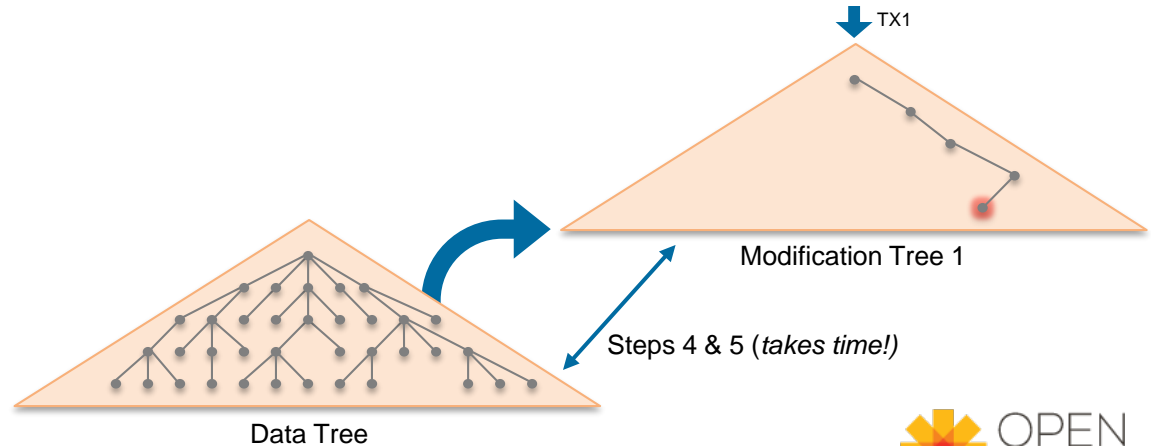 TX1
Modification Tree 1
Steps 4 & 5 (takes time!)
Data Tree
OPEN